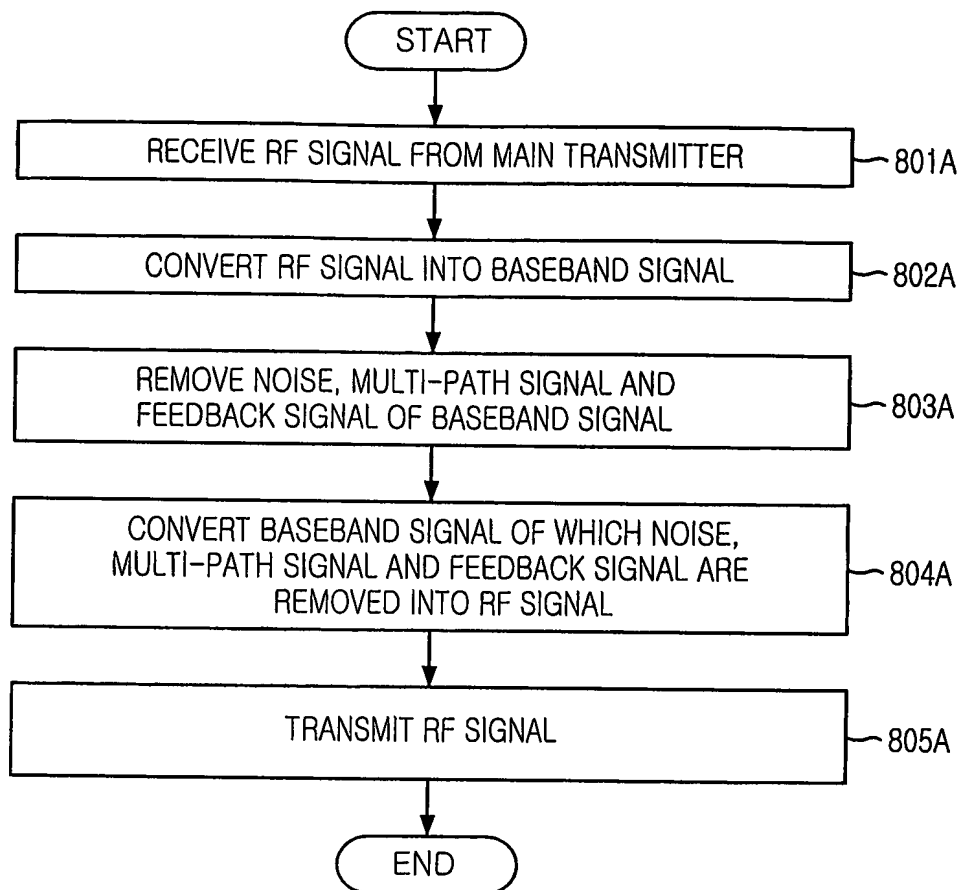 START
RECEIVE RF SIGNAL FROM MAIN TRANSMITTER
801A
CONVERT RF SIGNAL INTO BASEBAND SIGNAL
802A
REMOVE NOISE, MULTI-PATH SIGNAL AND
FEEDBACK SIGNAL OF BASEBAND SIGNAL
803A
CONVERT BASEBAND SIGNAL OF WHICH NOISE,
MULTI-PATH SIGNAL AND FEEDBACK SIGNAL ARE
REMOVED INTO RF SIGNAL
804A
TRANSMIT RF SIGNAL
805A
END